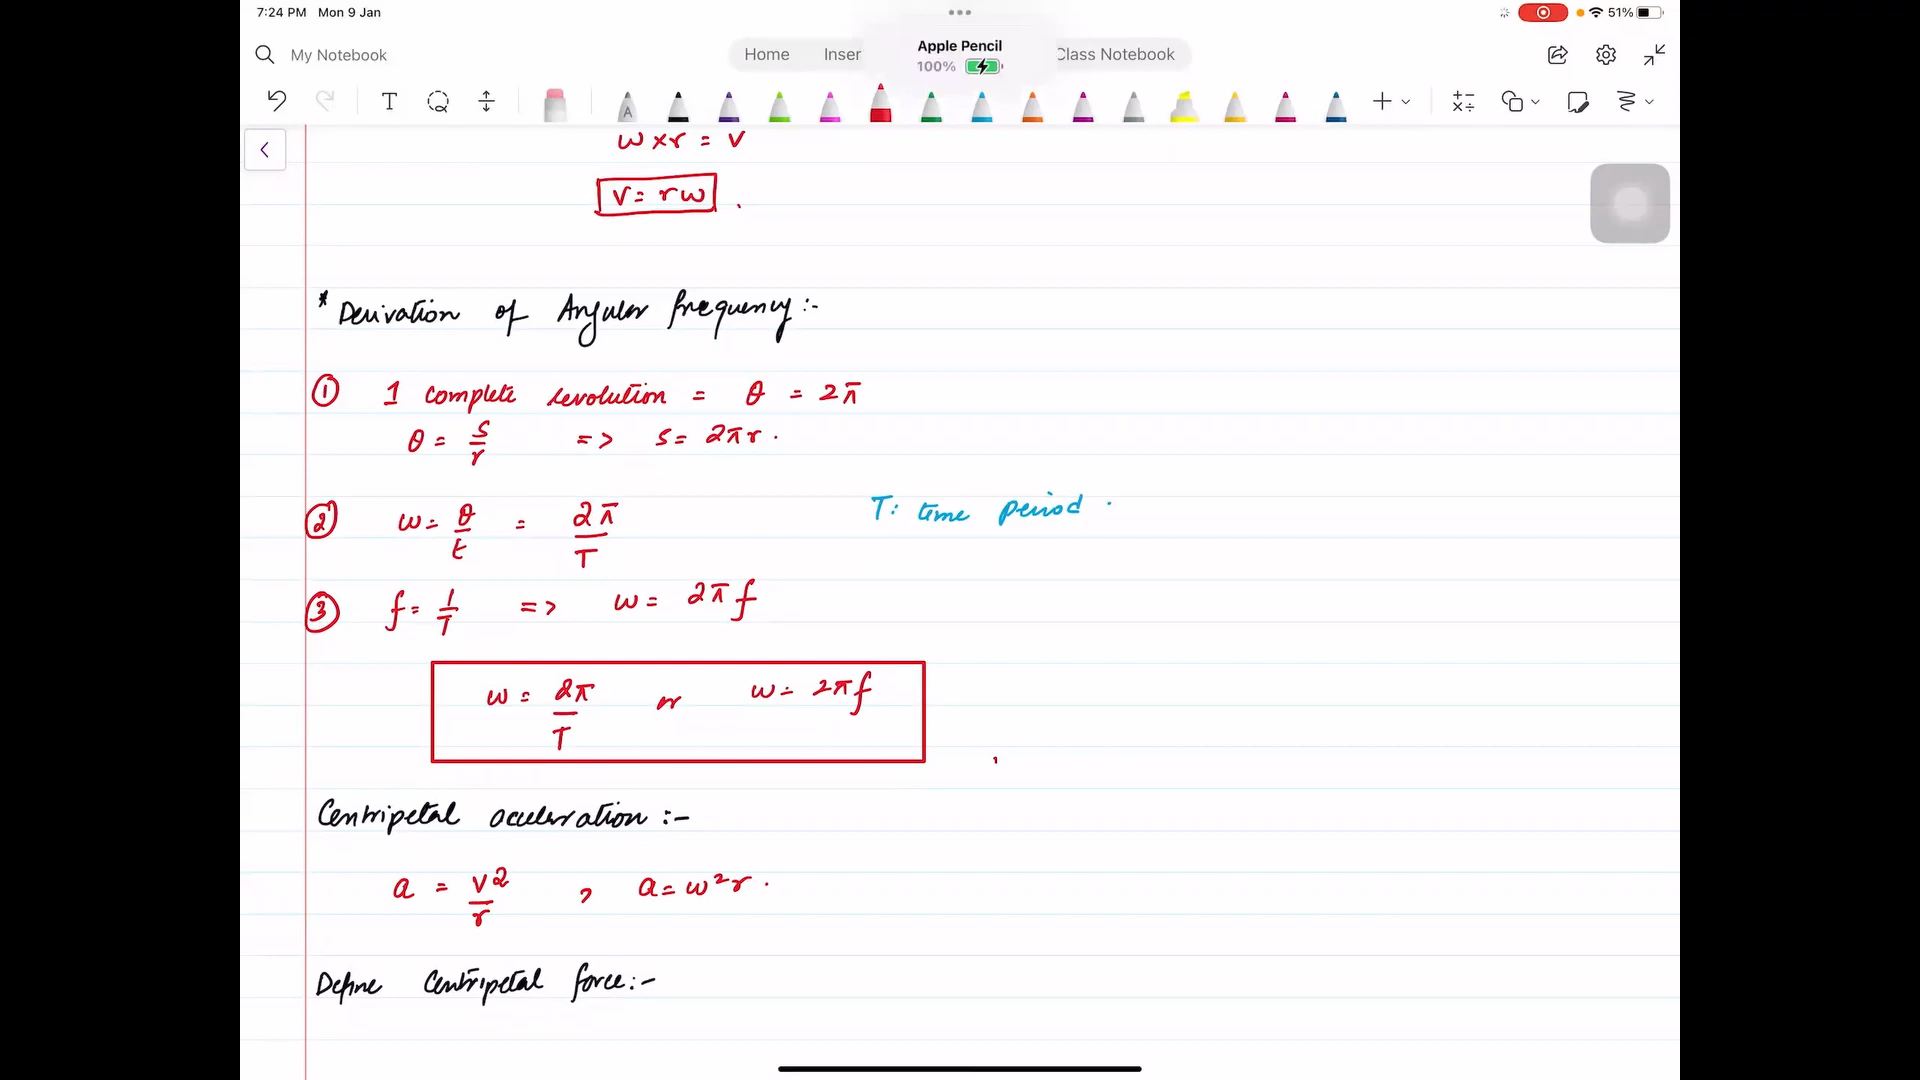 7:24 PM Mon 9 Jan
51%
My Notebook
Home Inser Apple Pencil Class Notebook
100%
T A
w × r = v
v = rw .
* Derivation of Angular frequency :-
① 1 complete revolution = θ = 2π
θ = s/r => s = 2πr .
② w = θ/t = 2π/T T: time period .
③ f = 1/T => w = 2πf
w = 2π/T or w = 2πf
Centripetal acceleration :-
a = v²/r , a = w²r .
Define Centripetal force :-